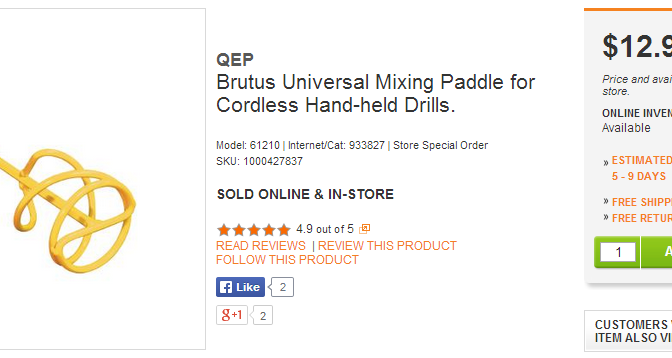 QEP
Brutus Universal Mixing Paddle for
Cordless Hand-held Drills.
Model: 61210 | Internet/Cat: 933827 | Store Special Order
SKU: 1000427837
SOLD ONLINE & IN-STORE
4.9 out of 5
READ REVIEWS | REVIEW THIS PRODUCT
FOLLOW THIS PRODUCT
f Like 2
g+1 2
$12.9
Price and avai
store.
ONLINE INVEN
Available
» ESTIMATED
5 - 9 DAYS
» FREE SHIPP
» FREE RETUR
1
CUSTOMERS
ITEM ALSO VI